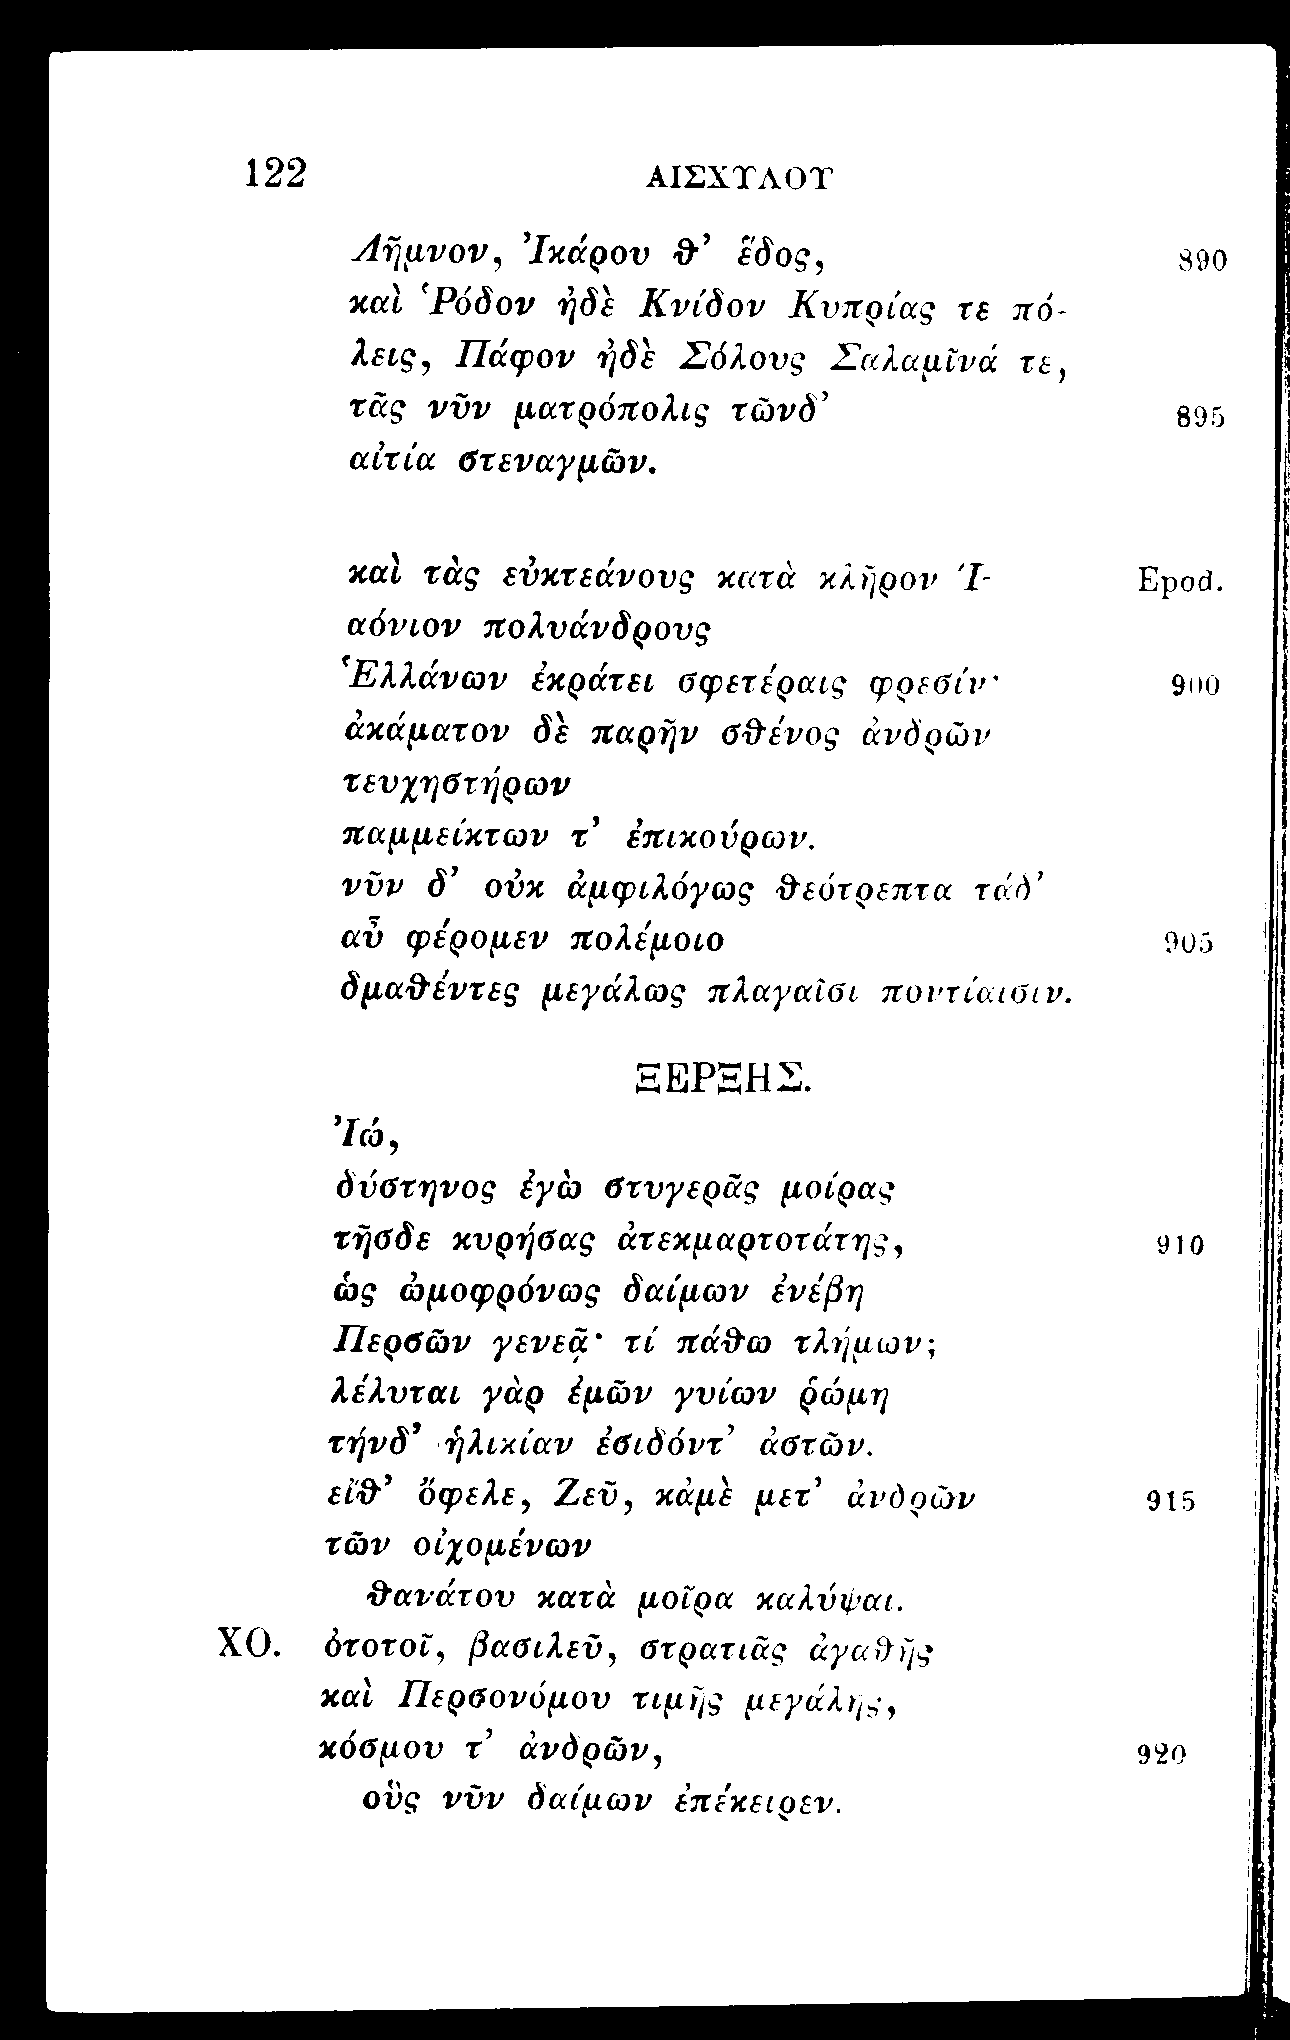 122 ΑΙΣΧΥΛΟΥ
Λῆμνον, Ἰκάρου θ’ ἕδος, 890
καὶ Ῥόδον ἠδὲ Κνίδον Κυπρίας τε πό-
λεις, Πάφον ἠδὲ Σόλους Σαλαμῖνά τε,
τᾶς νῦν ματρόπολις τῶνδ’ 895
αἰτία στεναγμῶν.
καὶ τὰς εὐκτεάνους κατὰ κλῆρον Ἰ- Epod.
αόνιον πολυάνδρους
Ἑλλάνων ἐκράτει σφετέραις φρεσίν· 900
ἀκάματον δὲ παρῆν σθένος ἀνδρῶν
τευχηστήρων
παμμείκτων τ’ ἐπικούρων.
νῦν δ’ οὐκ ἀμφιλόγως θεότρεπτα τάδ’
αὖ φέρομεν πολέμοιο 905
δμαθέντες μεγάλως πλαγαῖσι ποντίαισιν.
ΞΕΡΞΗΣ.
Ἰώ,
δύστηνος ἐγὼ στυγερᾶς μοίρας
τῆσδε κυρήσας ἀτεκμαρτοτάτης, 910
ὡς ὠμοφρόνως δαίμων ἐνέβη
Περσῶν γενεᾷ· τί πάθω τλήμων;
λέλυται γὰρ ἐμῶν γυίων ῥώμη
τήνδ’ ἡλικίαν ἐσιδόντ’ ἀστῶν.
εἴθ’ ὄφελε, Ζεῦ, κἀμὲ μετ’ ἀνδρῶν 915
τῶν οἰχομένων
θανάτου κατὰ μοῖρα καλύψαι.
ΧΟ. ὀτοτοῖ, βασιλεῦ, στρατιᾶς ἀγαθῆς
καὶ Περσονόμου τιμῆς μεγάλης,
κόσμου τ’ ἀνδρῶν, 920
οὓς νῦν δαίμων ἐπέκειρεν.